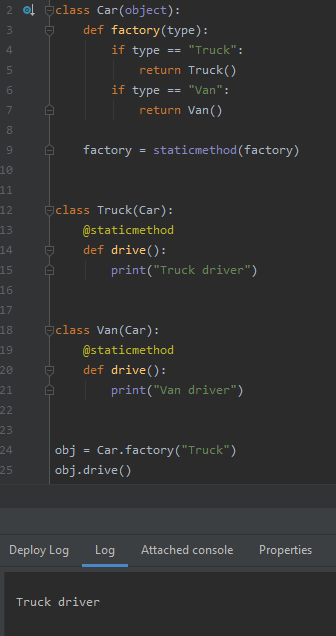 2 class Car(object):
3     def factory(type):
4         if type == "Truck":
5             return Truck()
6         if type == "Van":
7             return Van()
8
9     factory = staticmethod(factory)
10
11
12 class Truck(Car):
13     @staticmethod
14     def drive():
15         print("Truck driver")
16
17
18 class Van(Car):
19     @staticmethod
20     def drive():
21         print("Van driver")
22
23
24 obj = Car.factory("Truck")
25 obj.drive()
Deploy Log Log Attached console Properties
Truck driver